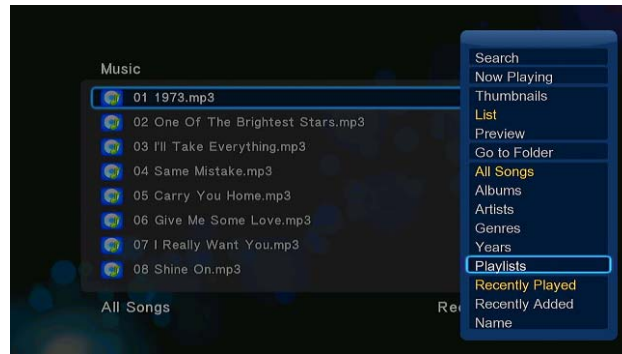 Music
01 1973.mp3
02 One Of The Brightest Stars.mp3
03 I'll Take Everything.mp3
04 Same Mistake.mp3
05 Carry You Home.mp3
06 Give Me Some Love.mp3
07 I Really Want You.mp3
08 Shine On.mp3
All Songs
Search
Now Playing
Thumbnails
List
Preview
Go to Folder
All Songs
Albums
Artists
Genres
Years
Playlists
Recently Played
Recently Added
Name